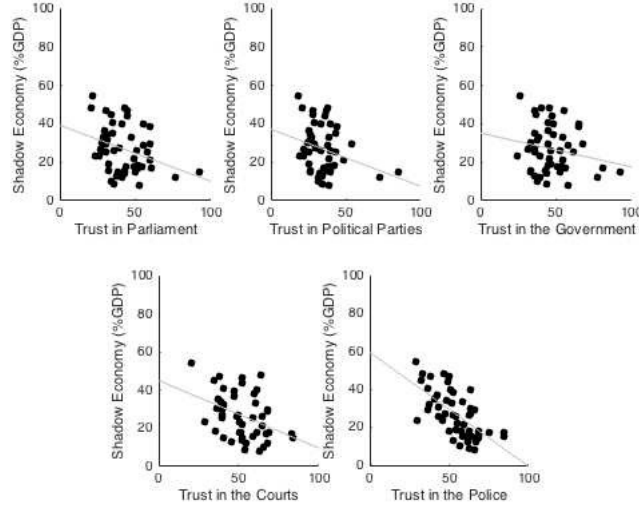 100
80
60
40
20
0
Shadow Economy (%GDP)
0 50 100
Trust in Parliament
100
80
60
40
20
0
Shadow Economy (%GDP)
0 50 100
Trust in Political Parties
100
80
60
40
20
0
Shadow Economy (%GDP)
0 50 100
Trust in the Government
100
80
60
40
20
0
Shadow Economy (%GDP)
0 50 100
Trust in the Courts
100
80
60
40
20
0
Shadow Economy (%GDP)
0 50 100
Trust in the Police